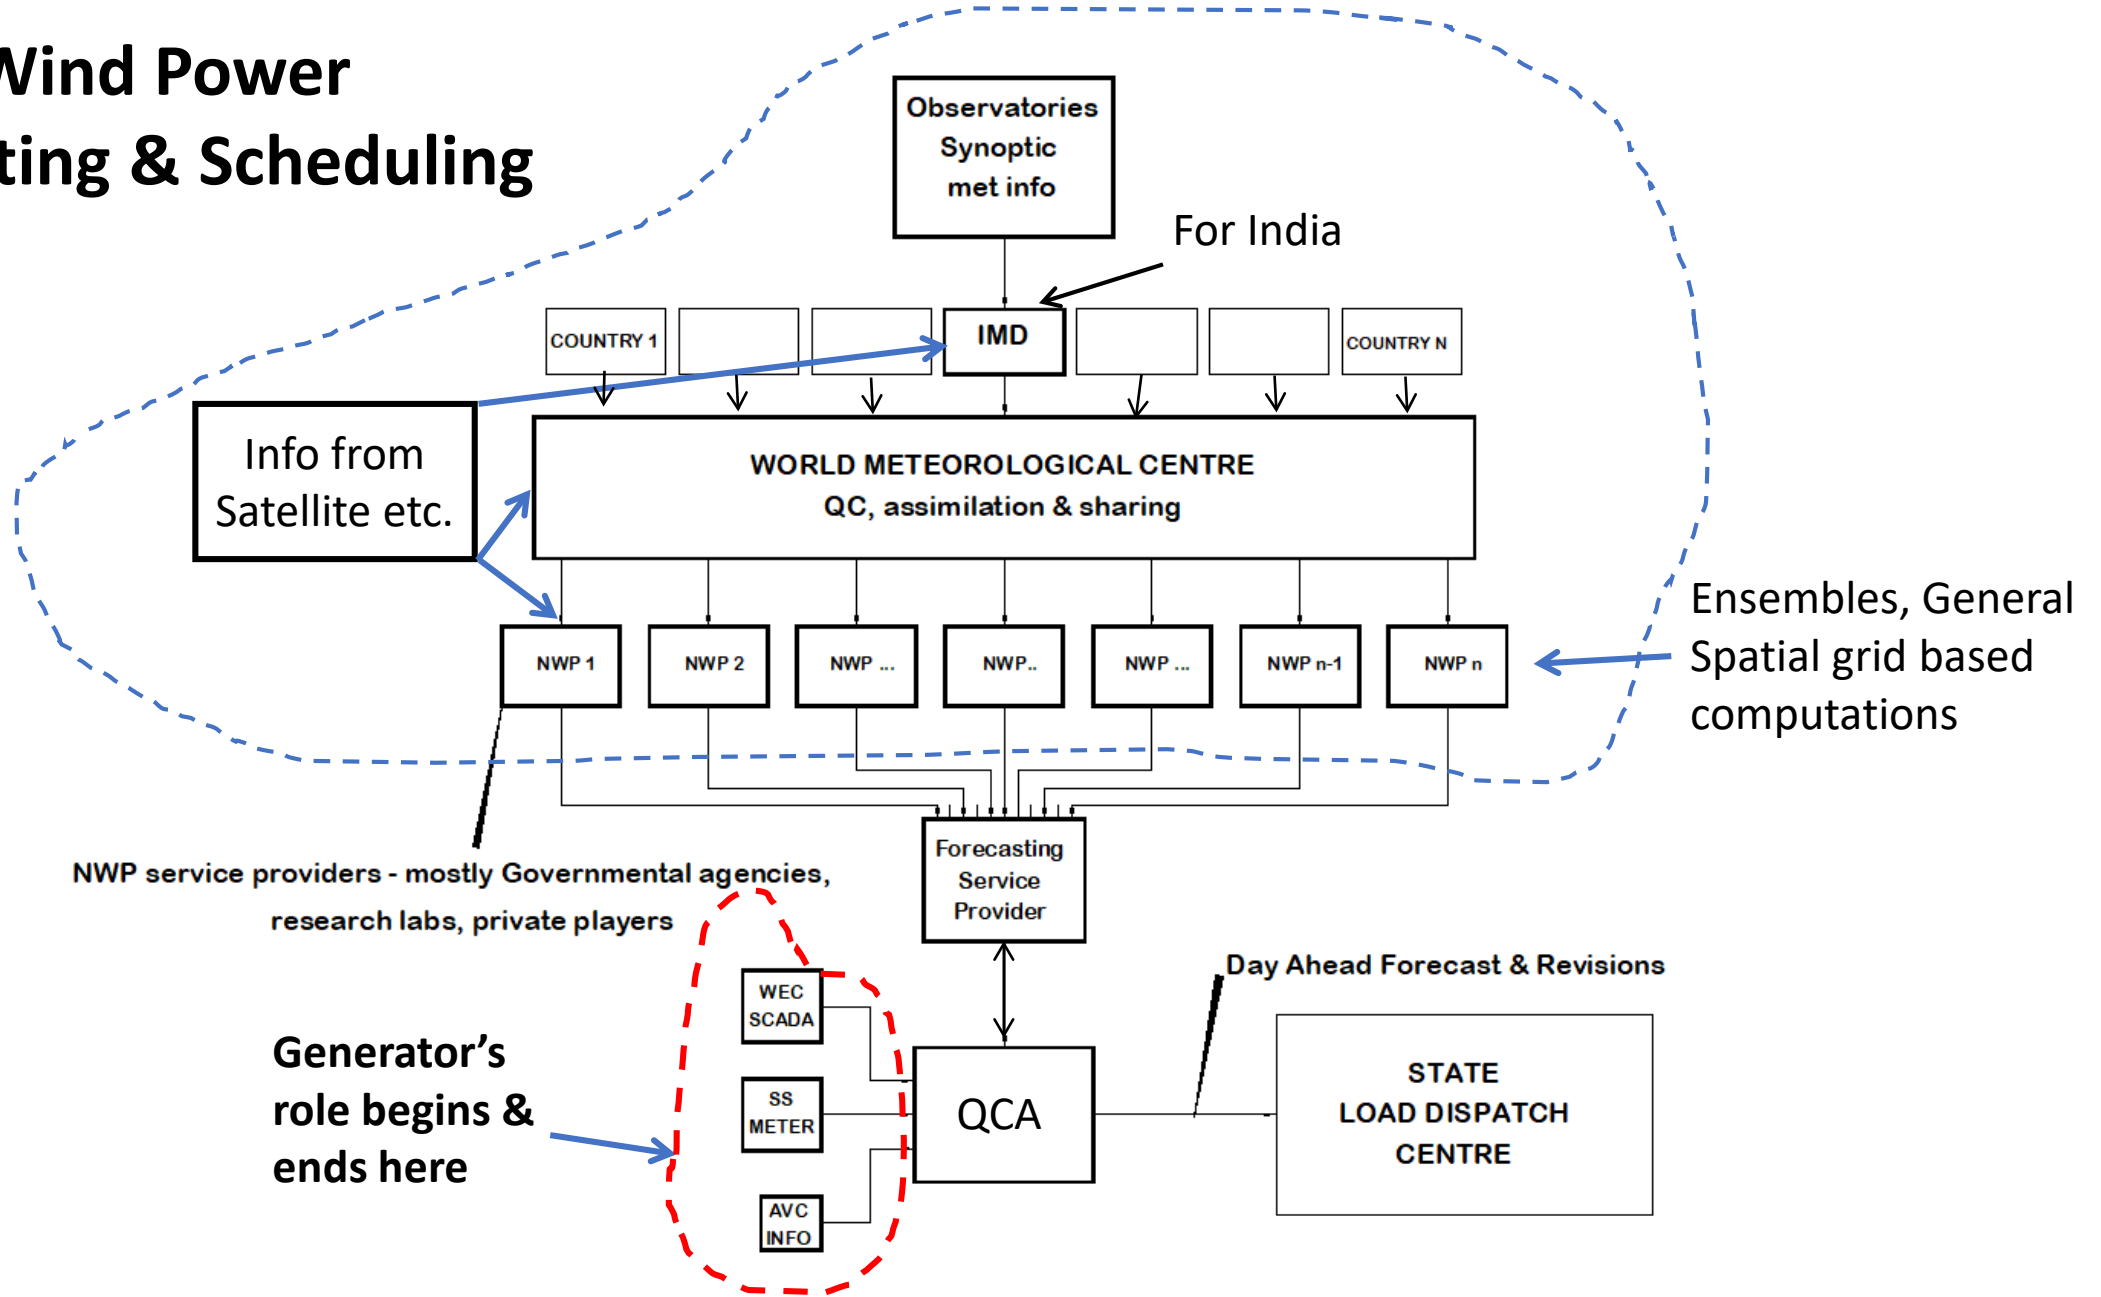 Wind Power
ting & Scheduling
Observatories
Synoptic
met info
For India
COUNTRY 1
IMD
COUNTRY N
Info from
Satellite etc.
WORLD METEOROLOGICAL CENTRE
QC, assimilation & sharing
Ensembles, General
Spatial grid based
computations
NWP 1
NWP 2
NWP ...
NWP..
NWP ...
NWP n-1
NWP n
NWP service providers - mostly Governmental agencies,
research labs, private players
Forecasting
Service
Provider
Day Ahead Forecast & Revisions
WEC
SCADA
Generator’s
role begins &
ends here
SS
METER
QCA
STATE
LOAD DISPATCH
CENTRE
AVC
INFO